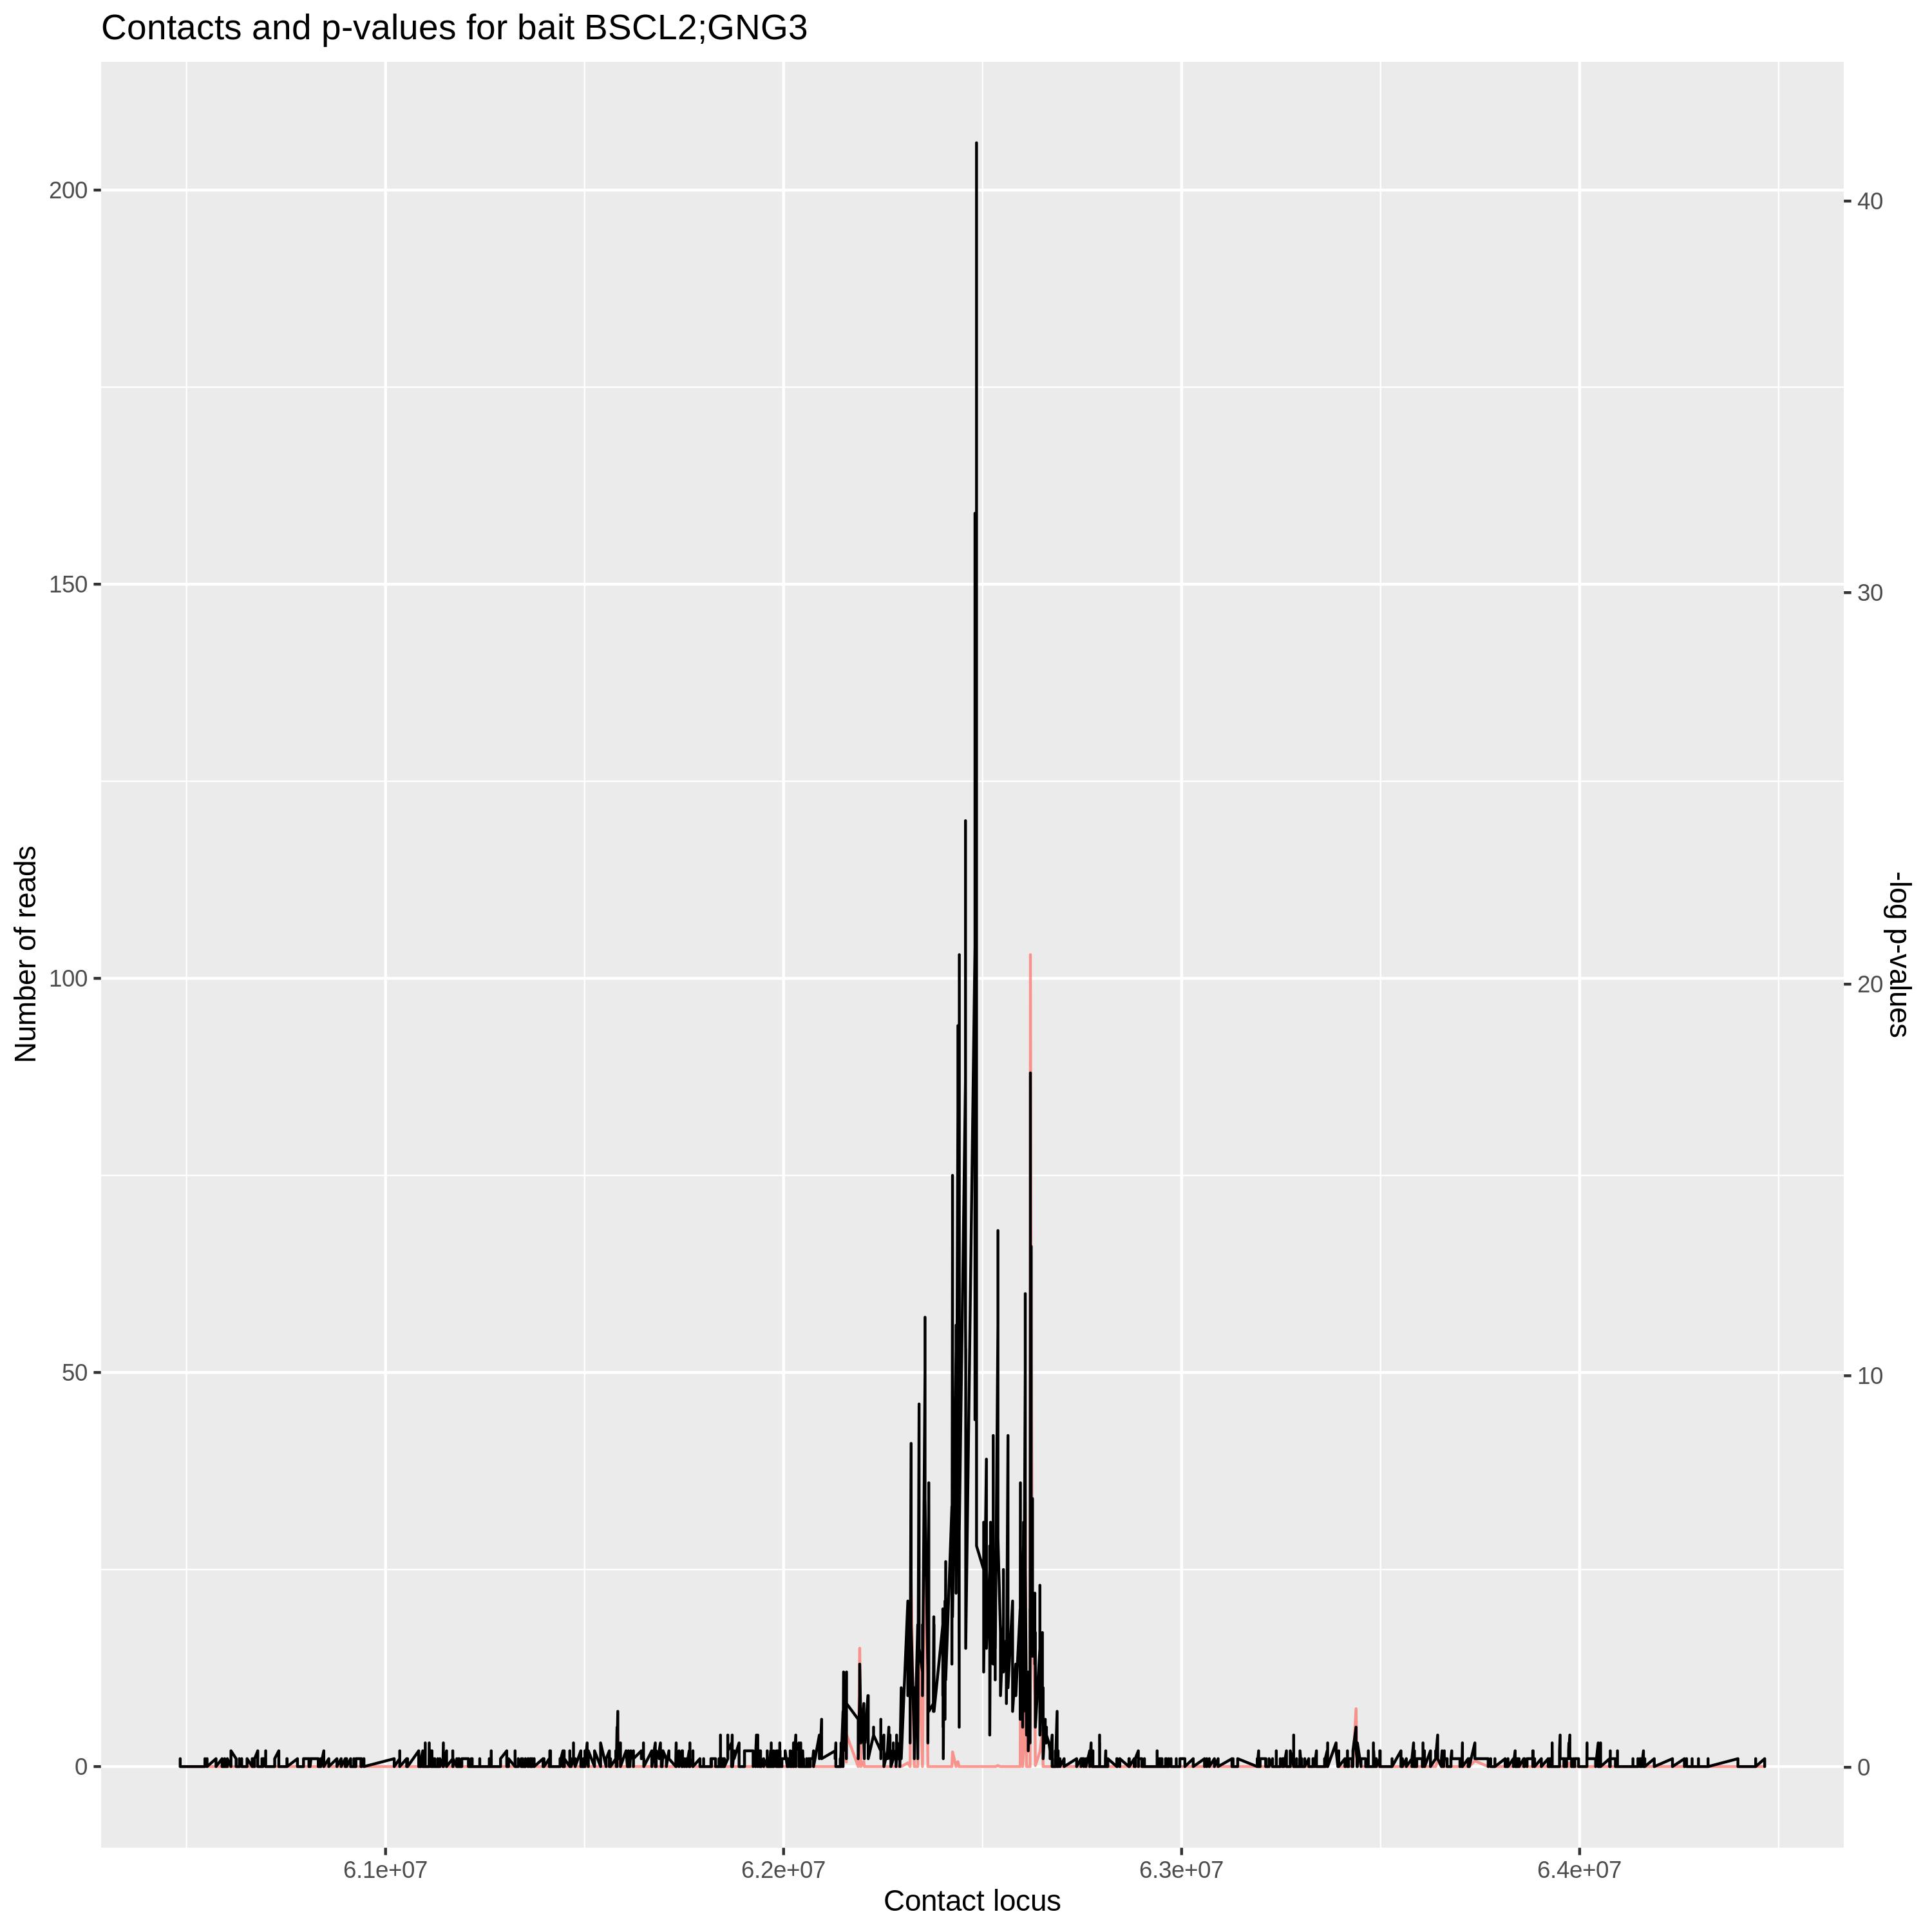 Contacts and p-values for bait BSCL2;GNG3
200
150
100
50
0
Number of reads
40
30
20
10
0
-log p-values
6.1e+07
6.2e+07
6.3e+07
6.4e+07
Contact locus